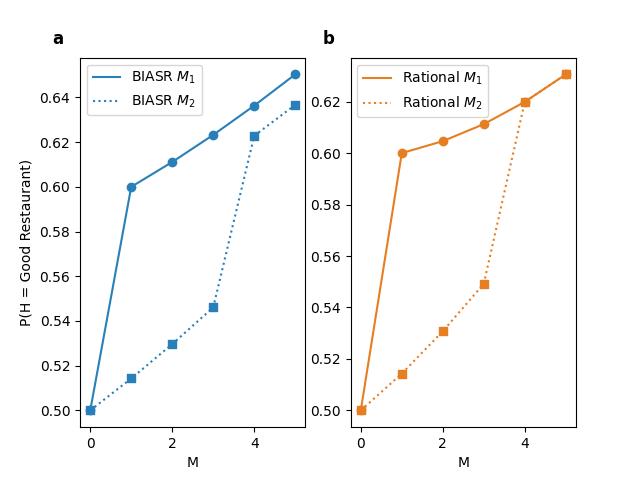 a
BIASR M₁
BIASR M₂
P(H = Good Restaurant)
0.64
0.62
0.60
0.58
0.56
0.54
0.52
0.50
0
2
4
M
b
Rational M₁
Rational M₂
0.62
0.60
0.58
0.56
0.54
0.52
0.50
0
2
4
M